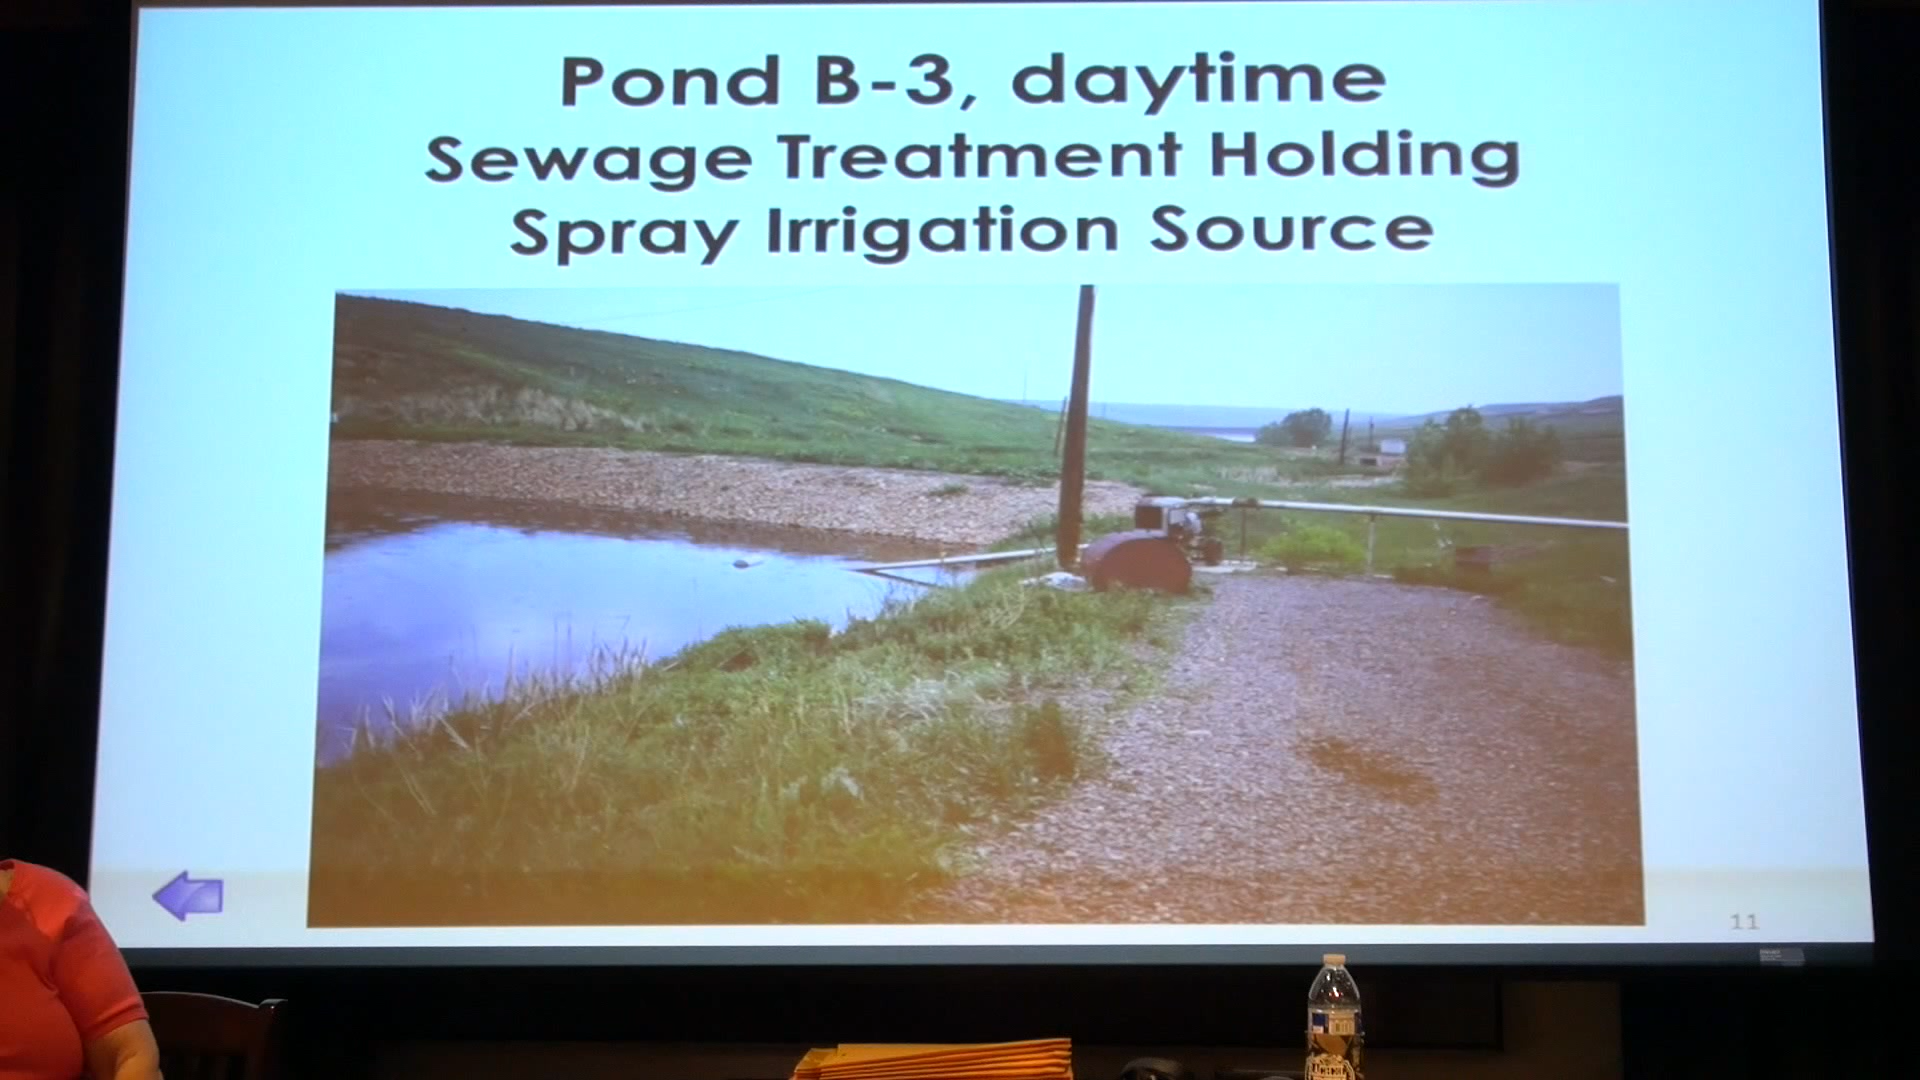 Pond B-3, daytime
Sewage Treatment Holding
Spray Irrigation Source
11